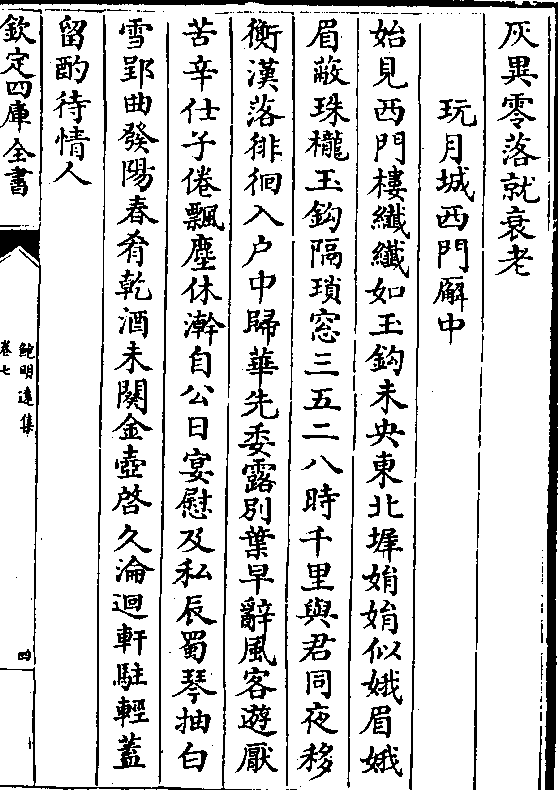 灰異零落就衰老
玩月城西門廨中
始見西門樓纖纖如玉鈎未央東北墀娟娟似娥眉娥
眉蔽珠櫳玉鈎隔瑣窓三五二八時千里與君同夜移
衡漢落徘徊入户中歸華先委露别葉早辭風客遊厭
苦辛仕子倦飄塵休澣自公日宴慰及私辰蜀琴抽白
雪郢曲發陽春肴乾酒未闋金壺啓久淪迴軒駐輕蓋
留酌待情人
欽定四庫全書
鮑明遠集
卷七
四